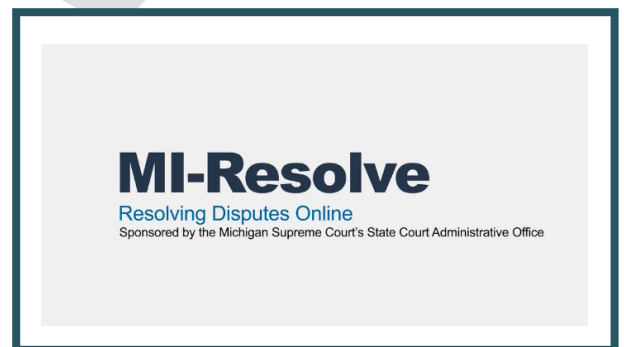 MI-Resolve
Resolving Disputes Online
Sponsored by the Michigan Supreme Court's State Court Administrative Office